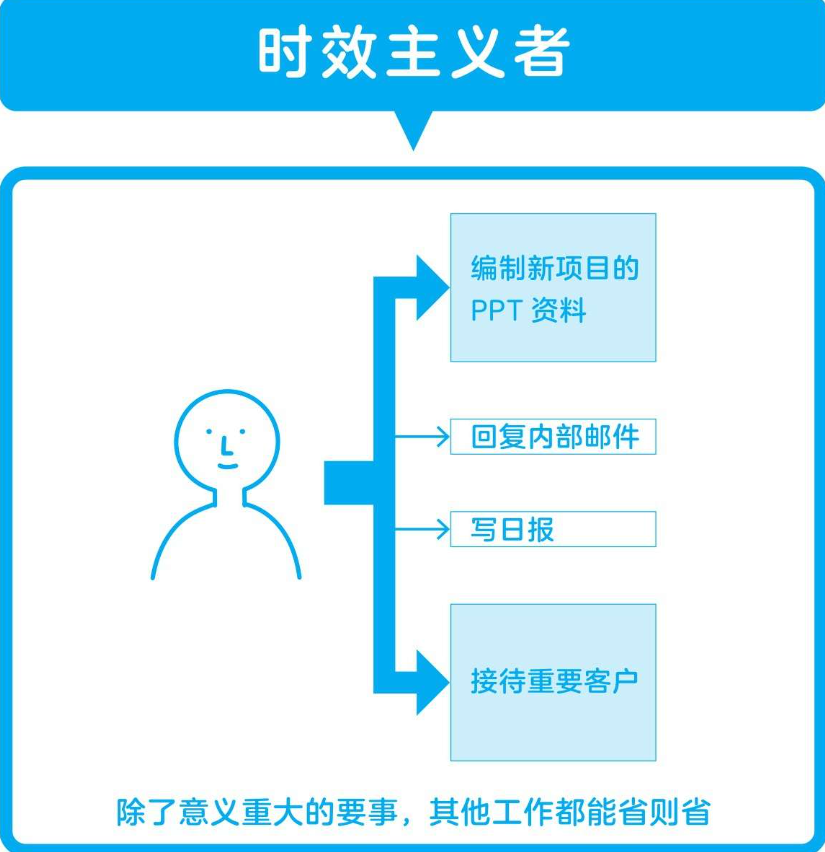 时效主义者
编制新项目的
PPT 资料
回复内部邮件
写日报
接待重要客户
除了意义重大的要事，其他工作都能省则省